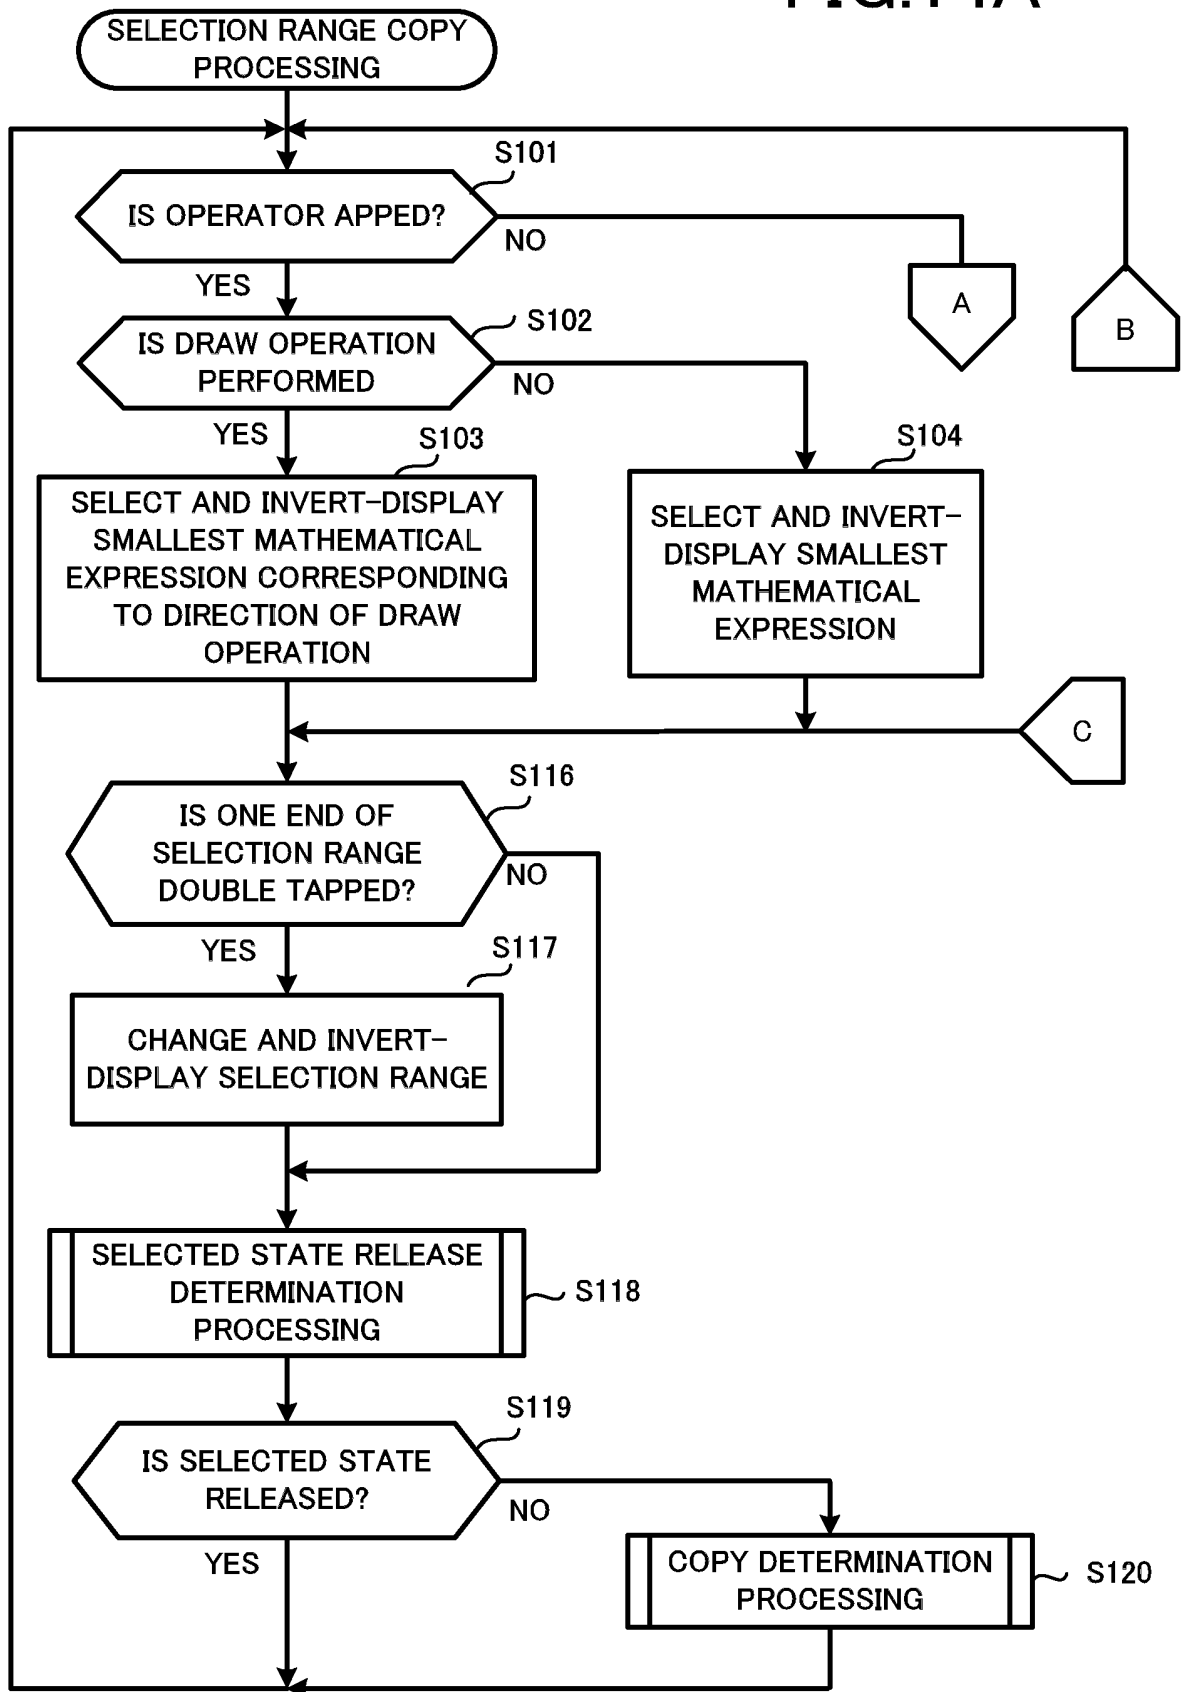 SELECTION RANGE COPY
PROCESSING
S101
IS OPERATOR APPED?
NO
YES
A
B
S102
IS DRAW OPERATION
PERFORMED
NO
YES
S103
S104
SELECT AND INVERT-DISPLAY
SMALLEST MATHEMATICAL
EXPRESSION CORRESPONDING
TO DIRECTION OF DRAW
OPERATION
SELECT AND INVERT-
DISPLAY SMALLEST
MATHEMATICAL
EXPRESSION
C
S116
IS ONE END OF
SELECTION RANGE
DOUBLE TAPPED?
NO
YES
S117
CHANGE AND INVERT-
DISPLAY SELECTION RANGE
SELECTED STATE RELEASE
DETERMINATION
PROCESSING
S118
S119
IS SELECTED STATE
RELEASED?
NO
YES
COPY DETERMINATION
PROCESSING
S120